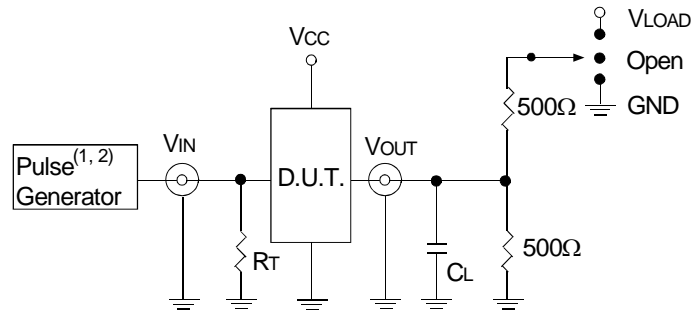 VLOAD
VCC
Open
500Ω
GND
VIN
VOUT
Pulse(1, 2)
Generator
D.U.T.
RT
CL
500Ω